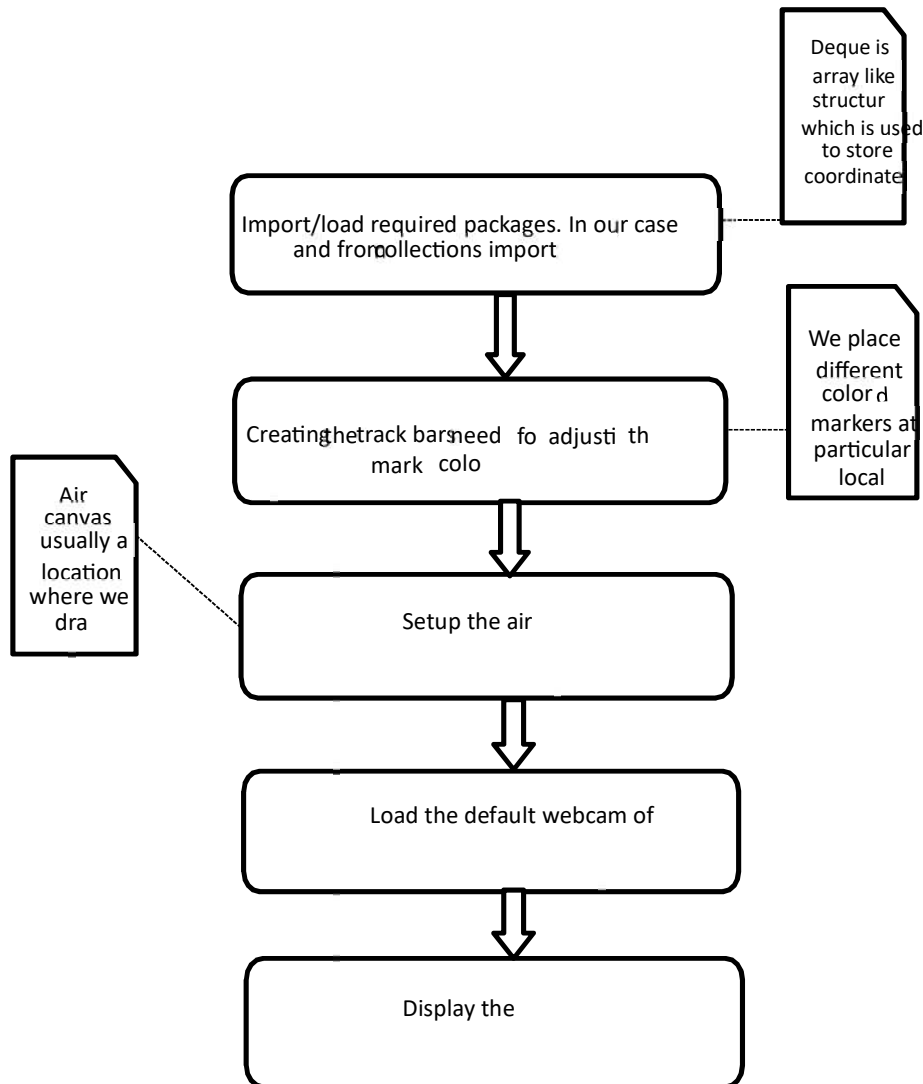 Deque is
array like
structur
which is used
to store
coordinate
Import/load required packages. In our case
and from ollections import
We place
different
color d
markers at
particular
local
Creating the track bars need fo adjusti th
mark colo
Air
canvas
usually a
location
where we
dra
Setup the air
Load the default webcam of
Display the